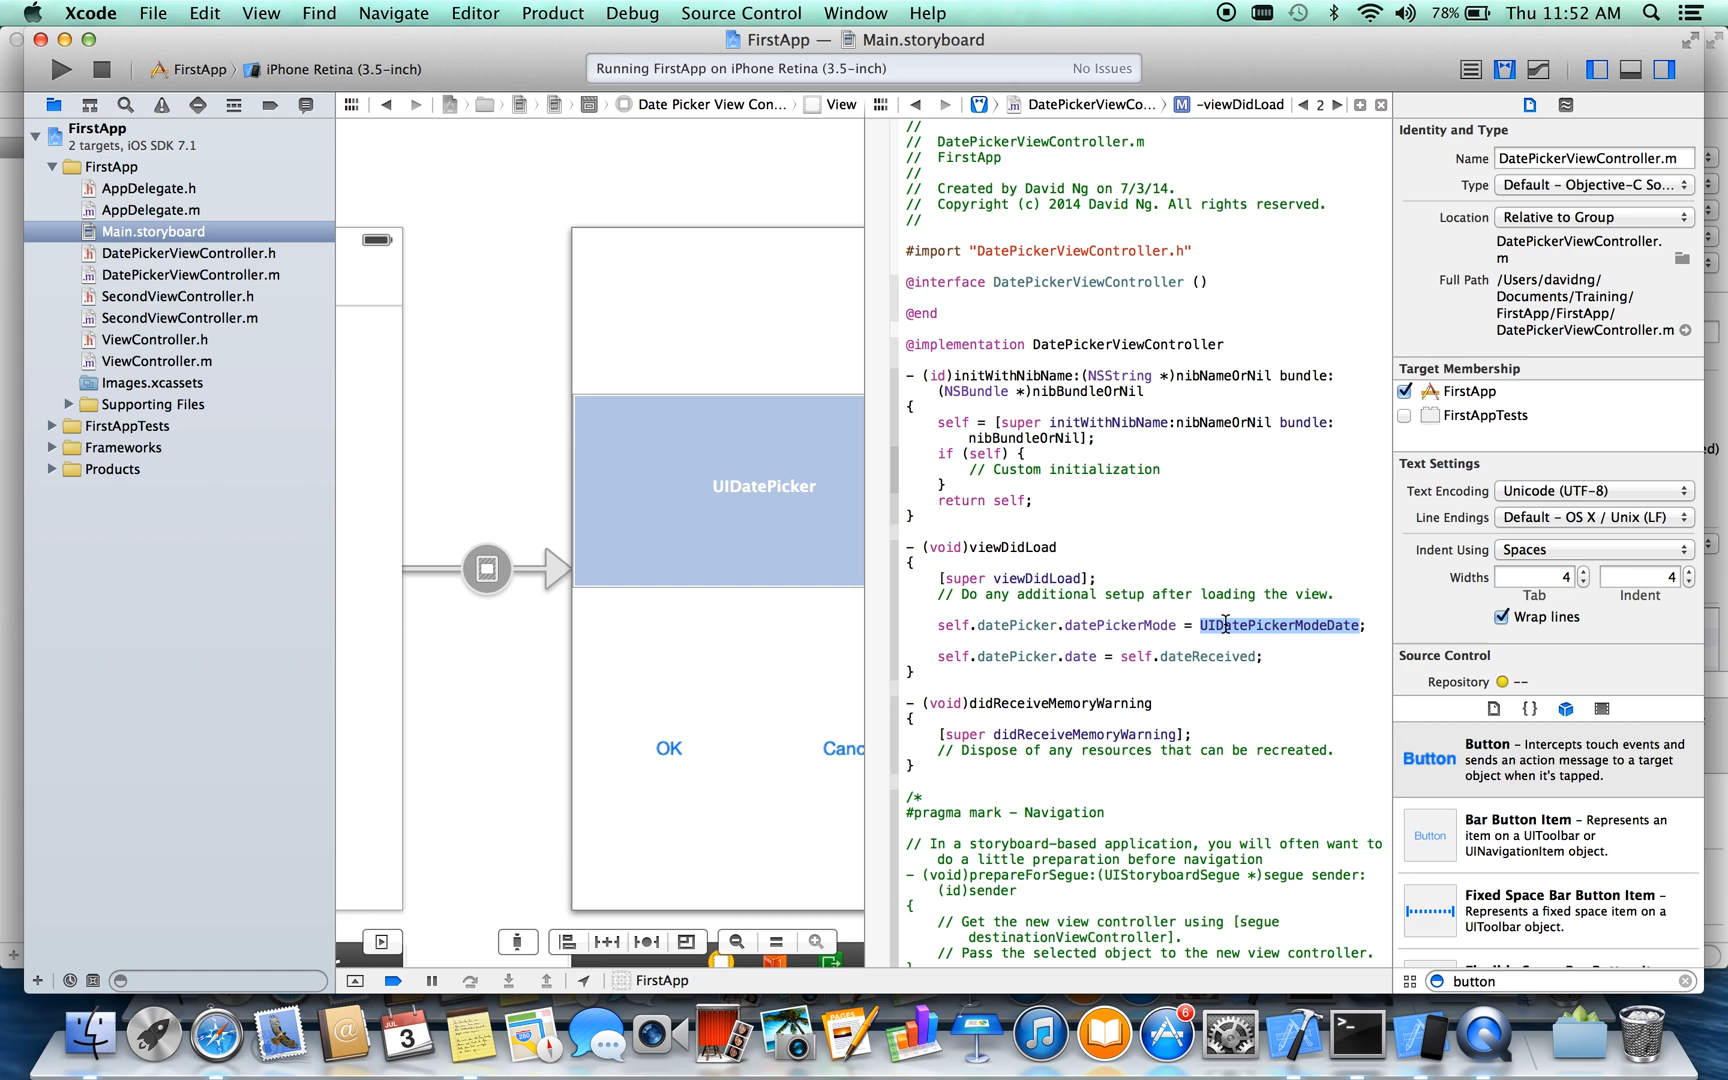 Xcode File Edit View Find Navigate Editor Product Debug Source Control Window Help 78% Thu 11:52 AM
FirstApp — Main.storyboard
FirstApp iPhone Retina (3.5-inch)
Running FirstApp on iPhone Retina (3.5-inch) No Issues
Date Picker View Con... View
DatePickerViewCo... M -viewDidLoad 2
FirstApp
2 targets, iOS SDK 7.1
FirstApp
AppDelegate.h
AppDelegate.m
Main.storyboard
DatePickerViewController.h
DatePickerViewController.m
SecondViewController.h
SecondViewController.m
ViewController.h
ViewController.m
Images.xcassets
Supporting Files
FirstAppTests
Frameworks
Products
UIDatePicker
OK
Canc
//
// DatePickerViewController.m
// FirstApp
//
// Created by David Ng on 7/3/14.
// Copyright (c) 2014 David Ng. All rights reserved.
//
#import "DatePickerViewController.h"
@interface DatePickerViewController ()
@end
@implementation DatePickerViewController
- (id)initWithNibName:(NSString *)nibNameOrNil bundle:
(NSBundle *)nibBundleOrNil
{
self = [super initWithNibName:nibNameOrNil bundle:
nibBundleOrNil];
if (self) {
// Custom initialization
}
return self;
}
- (void)viewDidLoad
{
[super viewDidLoad];
// Do any additional setup after loading the view.
self.datePicker.datePickerMode = UIDatePickerModeDate;
self.datePicker.date = self.dateReceived;
}
- (void)didReceiveMemoryWarning
{
[super didReceiveMemoryWarning];
// Dispose of any resources that can be recreated.
}
/*
#pragma mark - Navigation
// In a storyboard-based application, you will often want to
do a little preparation before navigation
- (void)prepareForSegue:(UIStoryboardSegue *)segue sender:
(id)sender
{
// Get the new view controller using [segue
destinationViewController].
// Pass the selected object to the new view controller.
FirstApp
Identity and Type
Name DatePickerViewController.m
Type Default - Objective-C So...
Location Relative to Group
DatePickerViewController.
m
Full Path /Users/davidng/
Documents/Training/
FirstApp/FirstApp/
DatePickerViewController.m
Target Membership
FirstApp
FirstAppTests
Text Settings
Text Encoding Unicode (UTF-8)
Line Endings Default - OS X / Unix (LF)
Indent Using Spaces
Widths 4 4
Tab Indent
Wrap lines
Source Control
Repository --
{ }
Button Button - Intercepts touch events and
sends an action message to a target
object when it's tapped.
Button Bar Button Item - Represents an
item on a UIToolbar or
UINavigationItem object.
Fixed Space Bar Button Item -
Represents a fixed space item on a
UIToolbar object.
button
JUL
3
6
PAGES